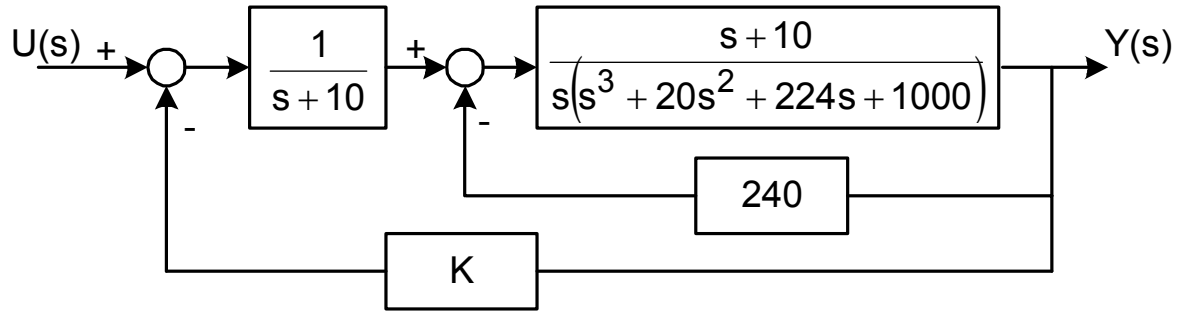 U(s) + 1 + s + 10 Y(s)
s + 10 s(s³ + 20s² + 224s + 1000)
- -
240
K